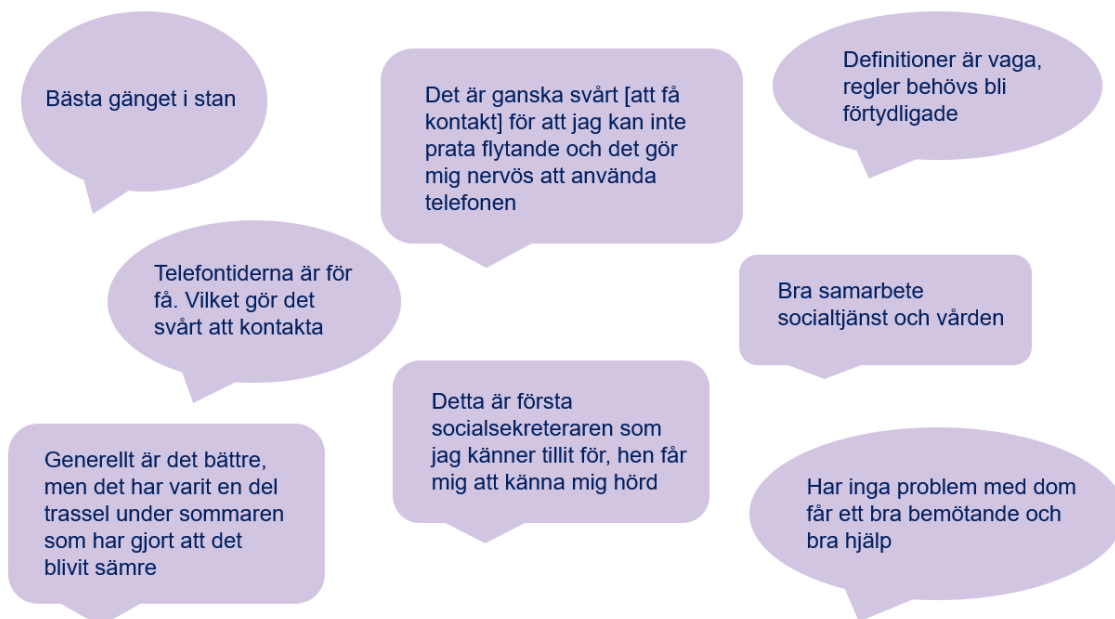 Bästa gänget i stan
Det är ganska svårt [att få
kontakt] för att jag kan inte
prata flytande och det gör
mig nervös att använda
telefonen
Definitioner är vaga,
regler behövs bli
förtydligade
Telefontiderna är för
få. Vilket gör det
svårt att kontakta
Bra samarbete
socialtjänst och vården
Detta är första
socialsekreteraren som
jag känner tillit för, hen får
mig att känna mig hörd
Generellt är det bättre,
men det har varit en del
trassel under sommaren
som har gjort att det
blivit sämre
Har inga problem med dom
får ett bra bemötande och
bra hjälp